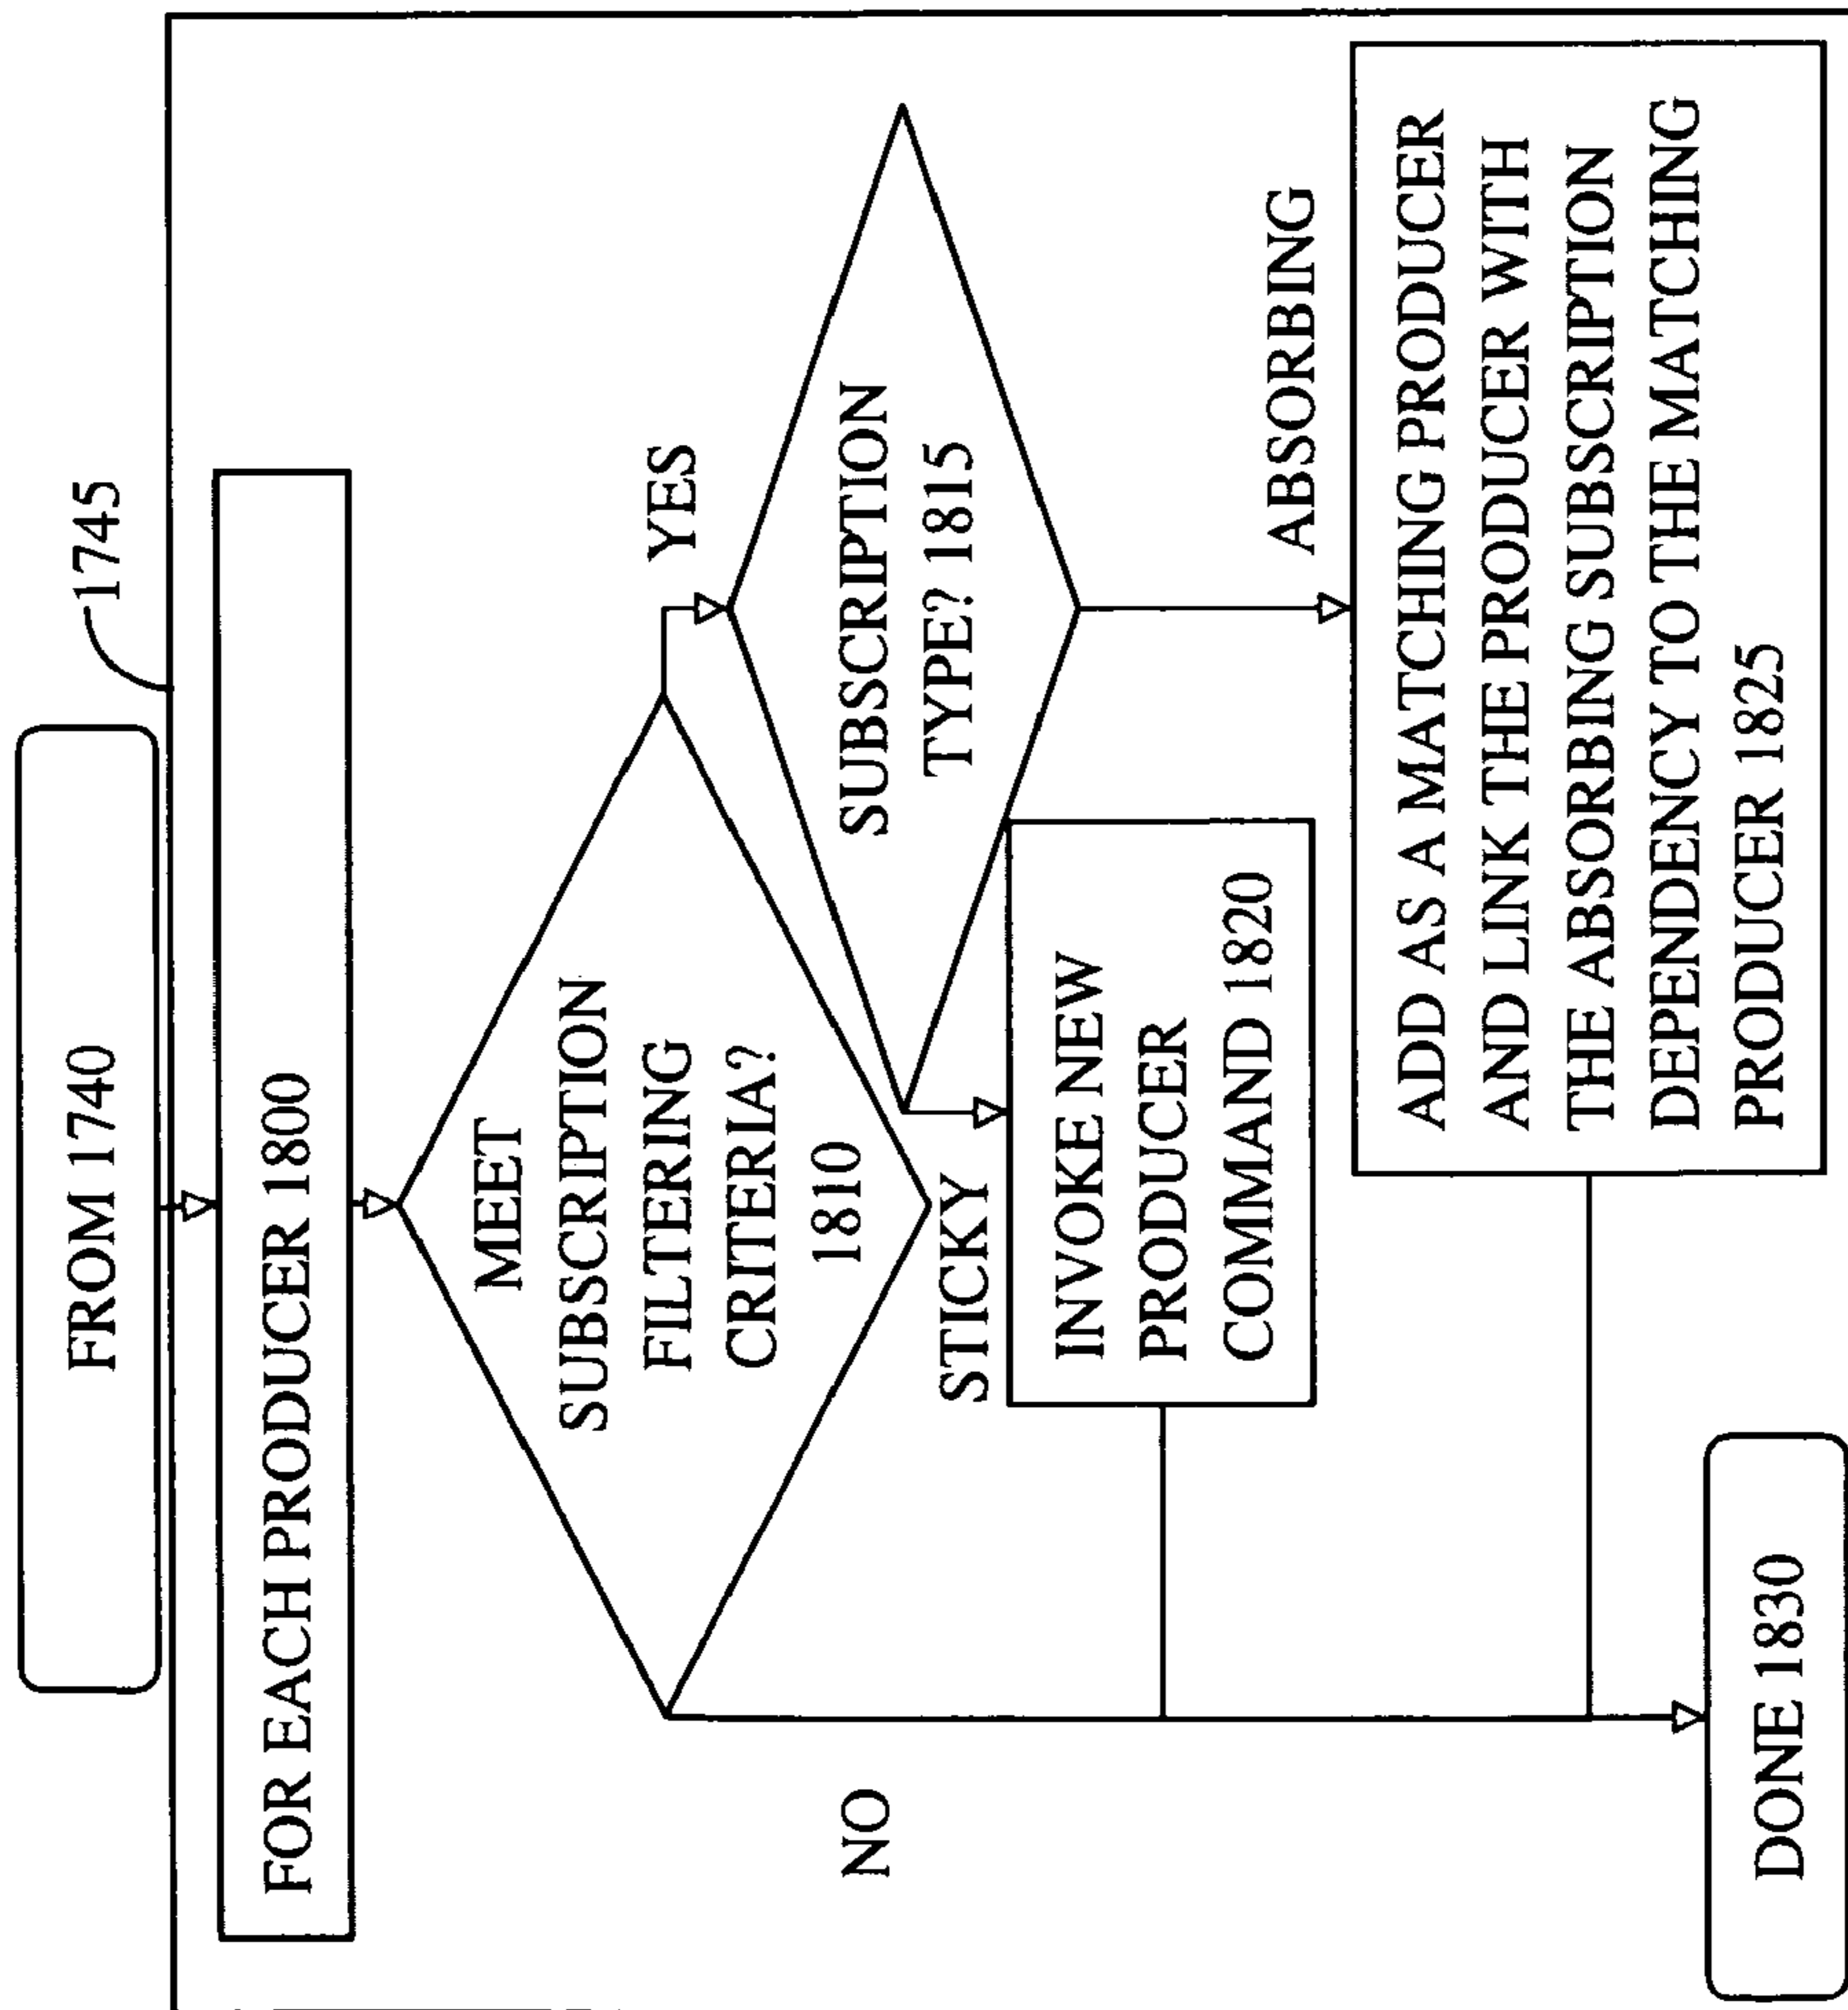 FROM 1740
1745
FOR EACH PRODUCER 1800
MEET
SUBSCRIPTION
FILTERING
CRITERIA?
1810
YES
SUBSCRIPTION
TYPE? 1815
NO
STICKY
INVOKE NEW
PRODUCER
COMMAND 1820
ABSORBING
ADD AS A MATCHING PRODUCER
AND LINK THE PRODUCER WITH
THE ABSORBING SUBSCRIPTION
DEPENDENCY TO THE MATCHING
PRODUCER 1825
DONE 1830